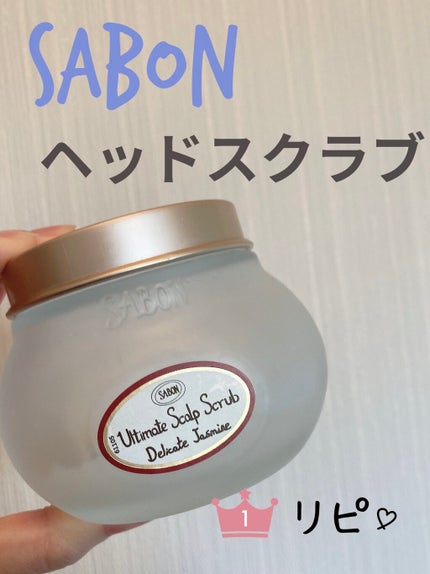 SABON
ヘッドスクラブ
SABON
SABON
Ultimate Scalp Scrub
Delicate Jasmine
1 リピ♡